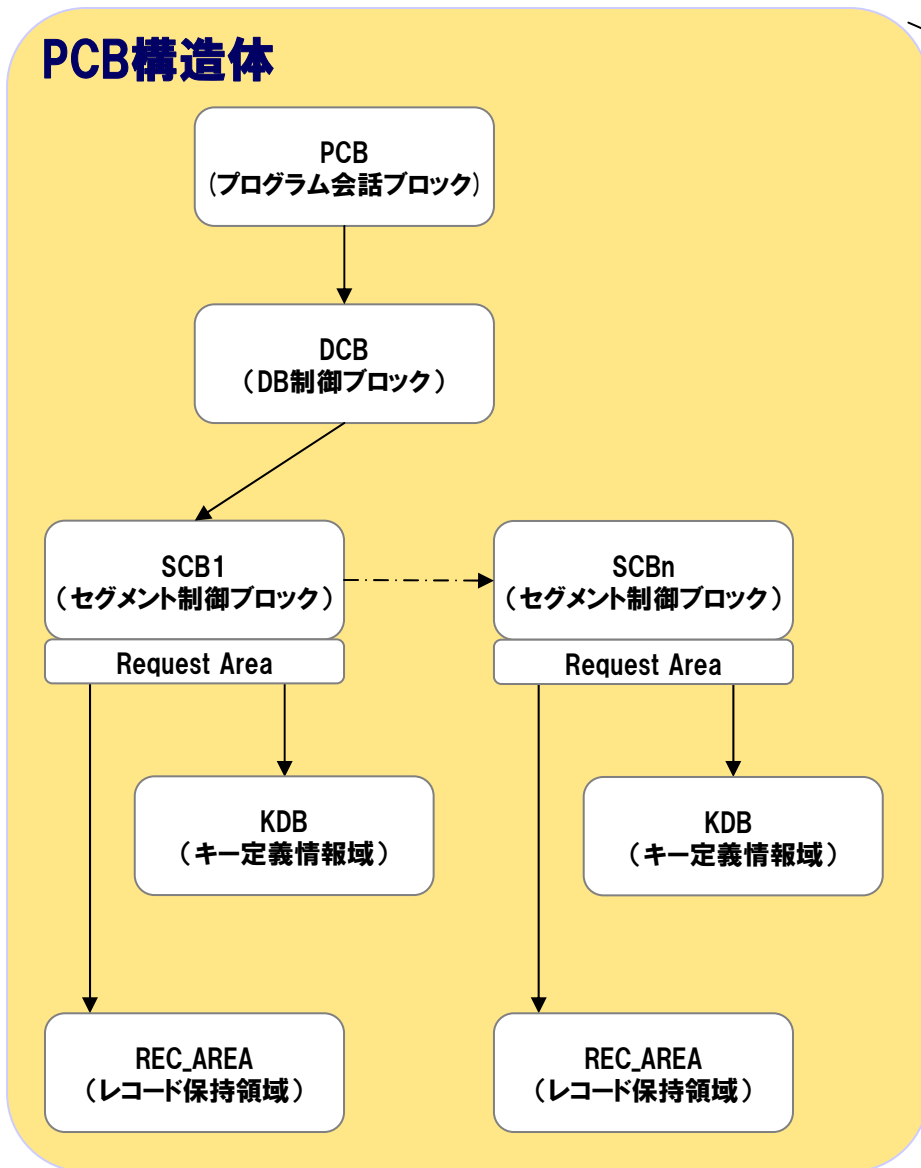 PCB構造体
PCB
(プログラム会話ブロック)
DCB
（DB制御ブロック）
SCB1
（セグメント制御ブロック）
SCBn
（セグメント制御ブロック）
Request Area
Request Area
KDB
（キー定義情報域）
KDB
（キー定義情報域）
REC_AREA
（レコード保持領域）
REC_AREA
（レコード保持領域）